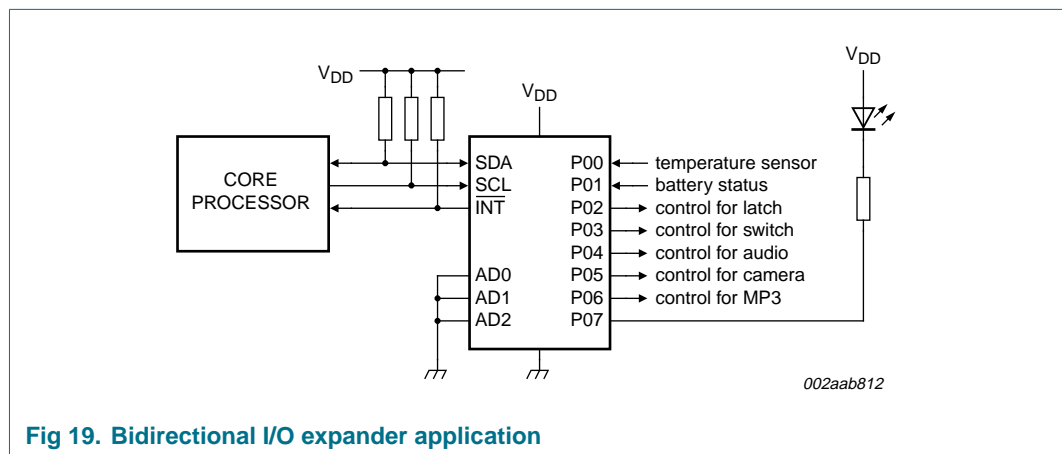 VDD
VDD
VDD
CORE
PROCESSOR
SDA
SCL
INT
AD0
AD1
AD2
P00
P01
P02
P03
P04
P05
P06
P07
temperature sensor
battery status
control for latch
control for switch
control for audio
control for camera
control for MP3
002aab812
Fig 19. Bidirectional I/O expander application